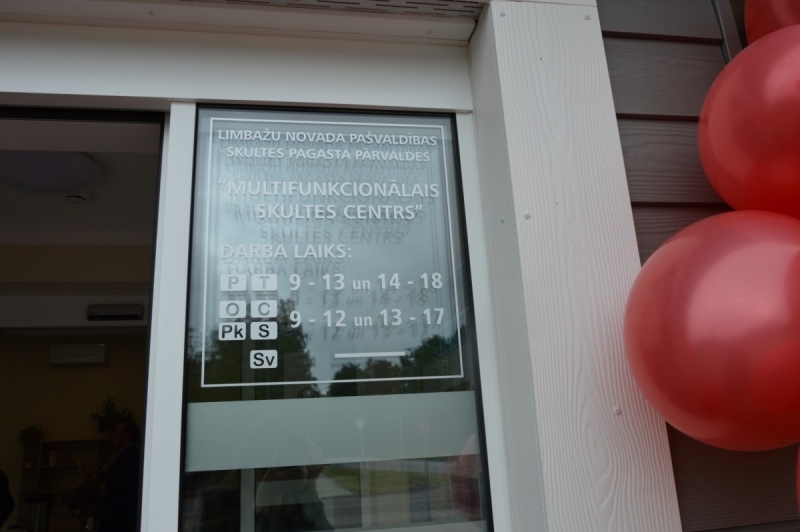 LIMBAŽU NOVADA PAŠVALDĪBAS
SKULTES PAGASTA PĀRVALDES
"MULTIFUNKCIONĀLAIS
SKULTES CENTRS"
DARBA LAIKS:
P T 9 - 13 un 14 - 18
O C
9 - 12 un 13 - 17
Pk S
Sv —